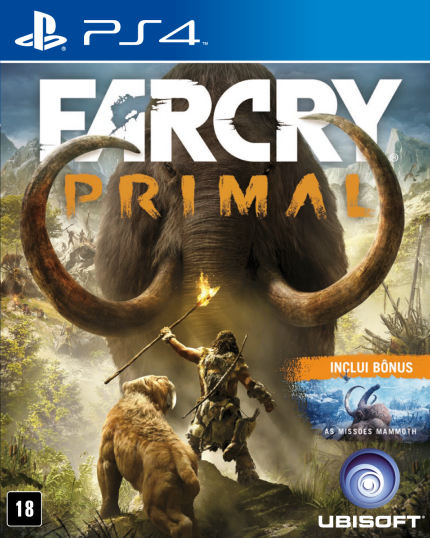 PS4
FARCRY
PRIMAL
INCLUI BÔNUS
AS MISSÕES MAMMOTH
18
UBISOFT